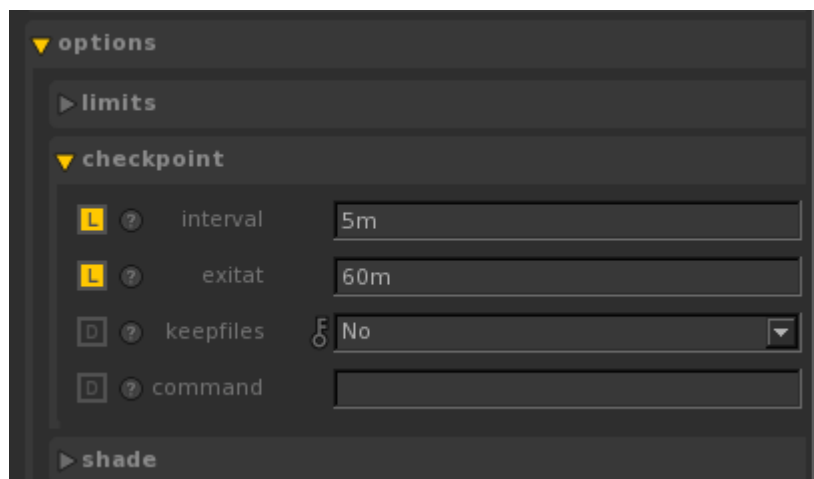 options
limits
checkpoint
L ? interval 5m
L ? exitat 60m
D ? keepfiles No
D ? command
shade